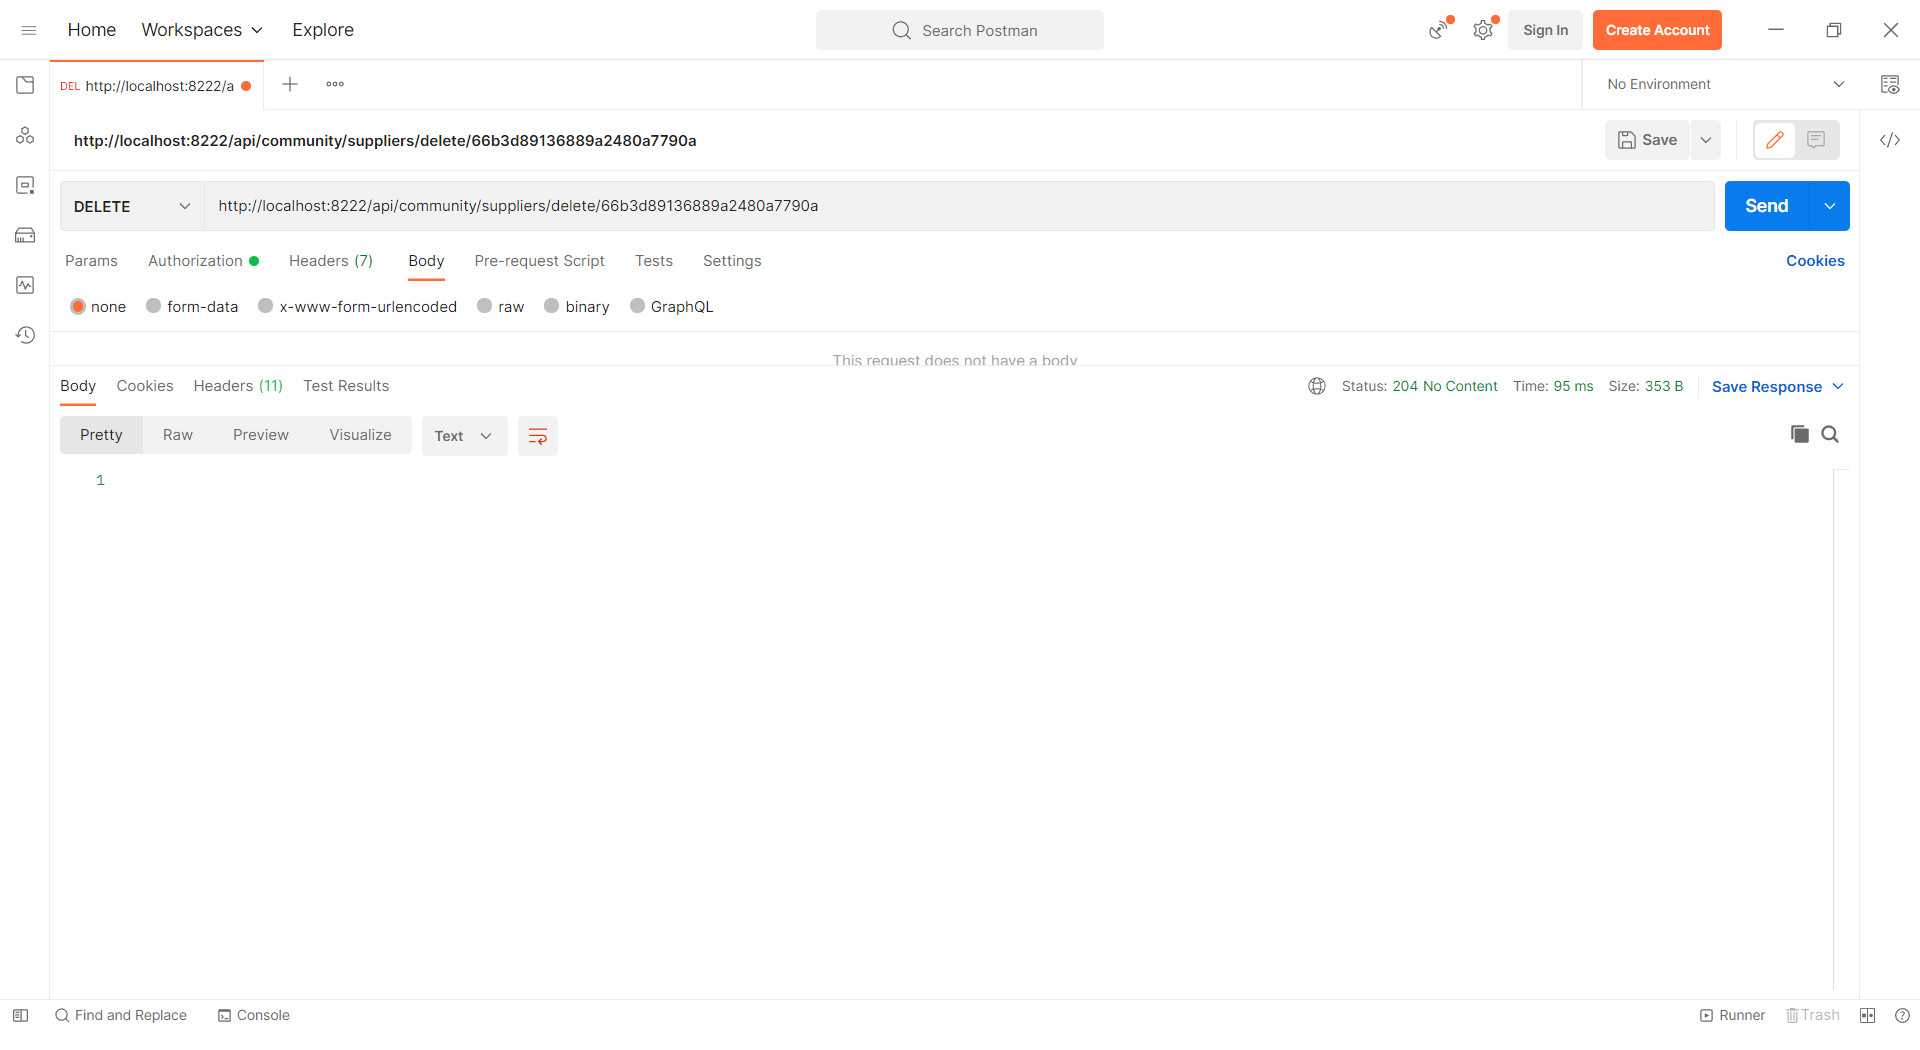 Home Workspaces Explore Search Postman Sign In Create Account
DEL http://localhost:8222/a No Environment
http://localhost:8222/api/community/suppliers/delete/66b3d89136889a2480a7790a Save
DELETE http://localhost:8222/api/community/suppliers/delete/66b3d89136889a2480a7790a Send
Params Authorization Headers (7) Body Pre-request Script Tests Settings Cookies
none form-data x-www-form-urlencoded raw binary GraphQL
This request does not have a body
Body Cookies Headers (11) Test Results Status: 204 No Content Time: 95 ms Size: 353 B Save Response
Pretty Raw Preview Visualize Text
1
Find and Replace Console Runner Trash